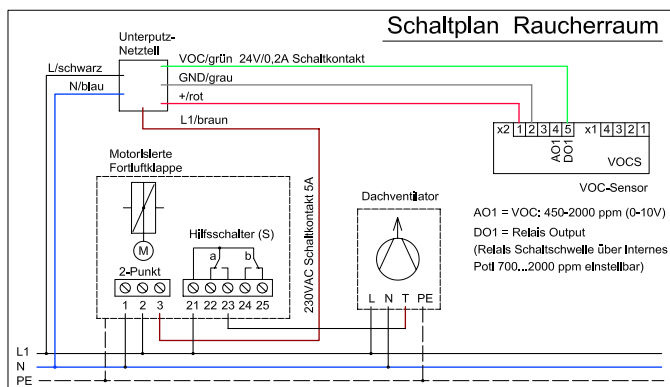 Schaltplan Raucherraum
Unterputz-
Netzteil
L/schwarz
N/blau
VOC/grün 24V/0,2A Schaltkontakt
GND/grau
+/rot
L1/braun
x2 1 2 3 4 5 x1 4 3 2 1
AO1
DO1
VOCS
VOC-Sensor
Motorisierte
Fortluftklappe
M
2-Punkt
1 2 3
Hilfsschalter (S)
a b
21 22 23 24 25
230VAC Schaltkontakt 5A
Dachventilator
L N T PE
AO1 = VOC: 450-2000 ppm (0-10V)
DO1 = Relais Output
(Relais Schaltschwelle über internes
Poti 700...2000 ppm einstellbar)
L1
N
PE